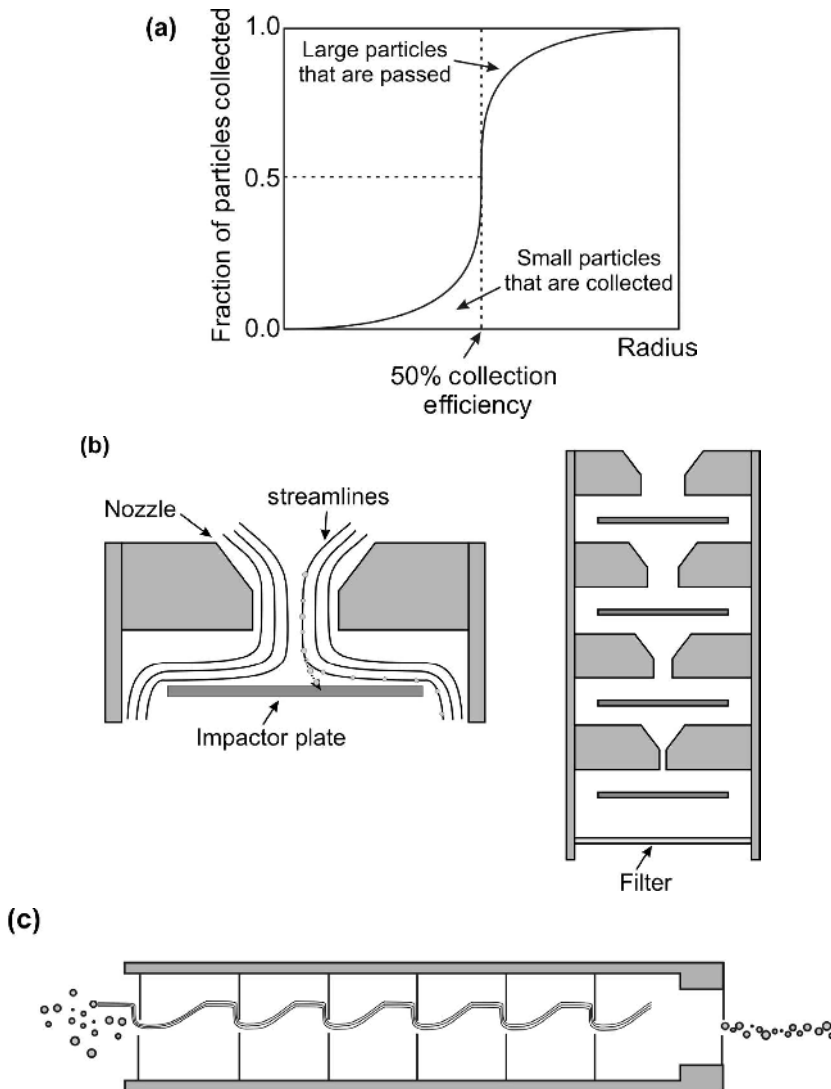 (a)
1.0
Large particles
that are passed
Fraction of particles collected
0.5
Small particles
that are collected
0.0
Radius
50% collection
efficiency
(b)
Nozzle
streamlines
Impactor plate
Filter
(c)